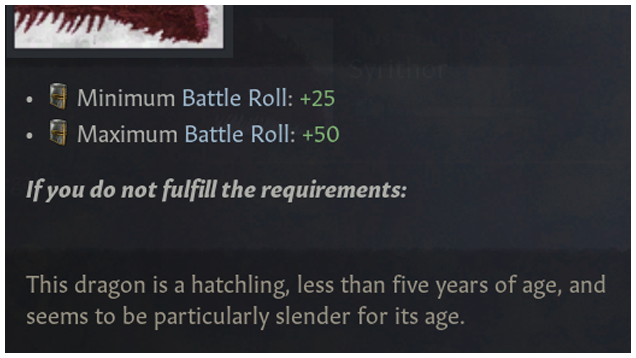 Syrithor
• Minimum Battle Roll: +25
• Maximum Battle Roll: +50
If you do not fulfill the requirements:
This dragon is a hatchling, less than five years of age, and
seems to be particularly slender for its age.